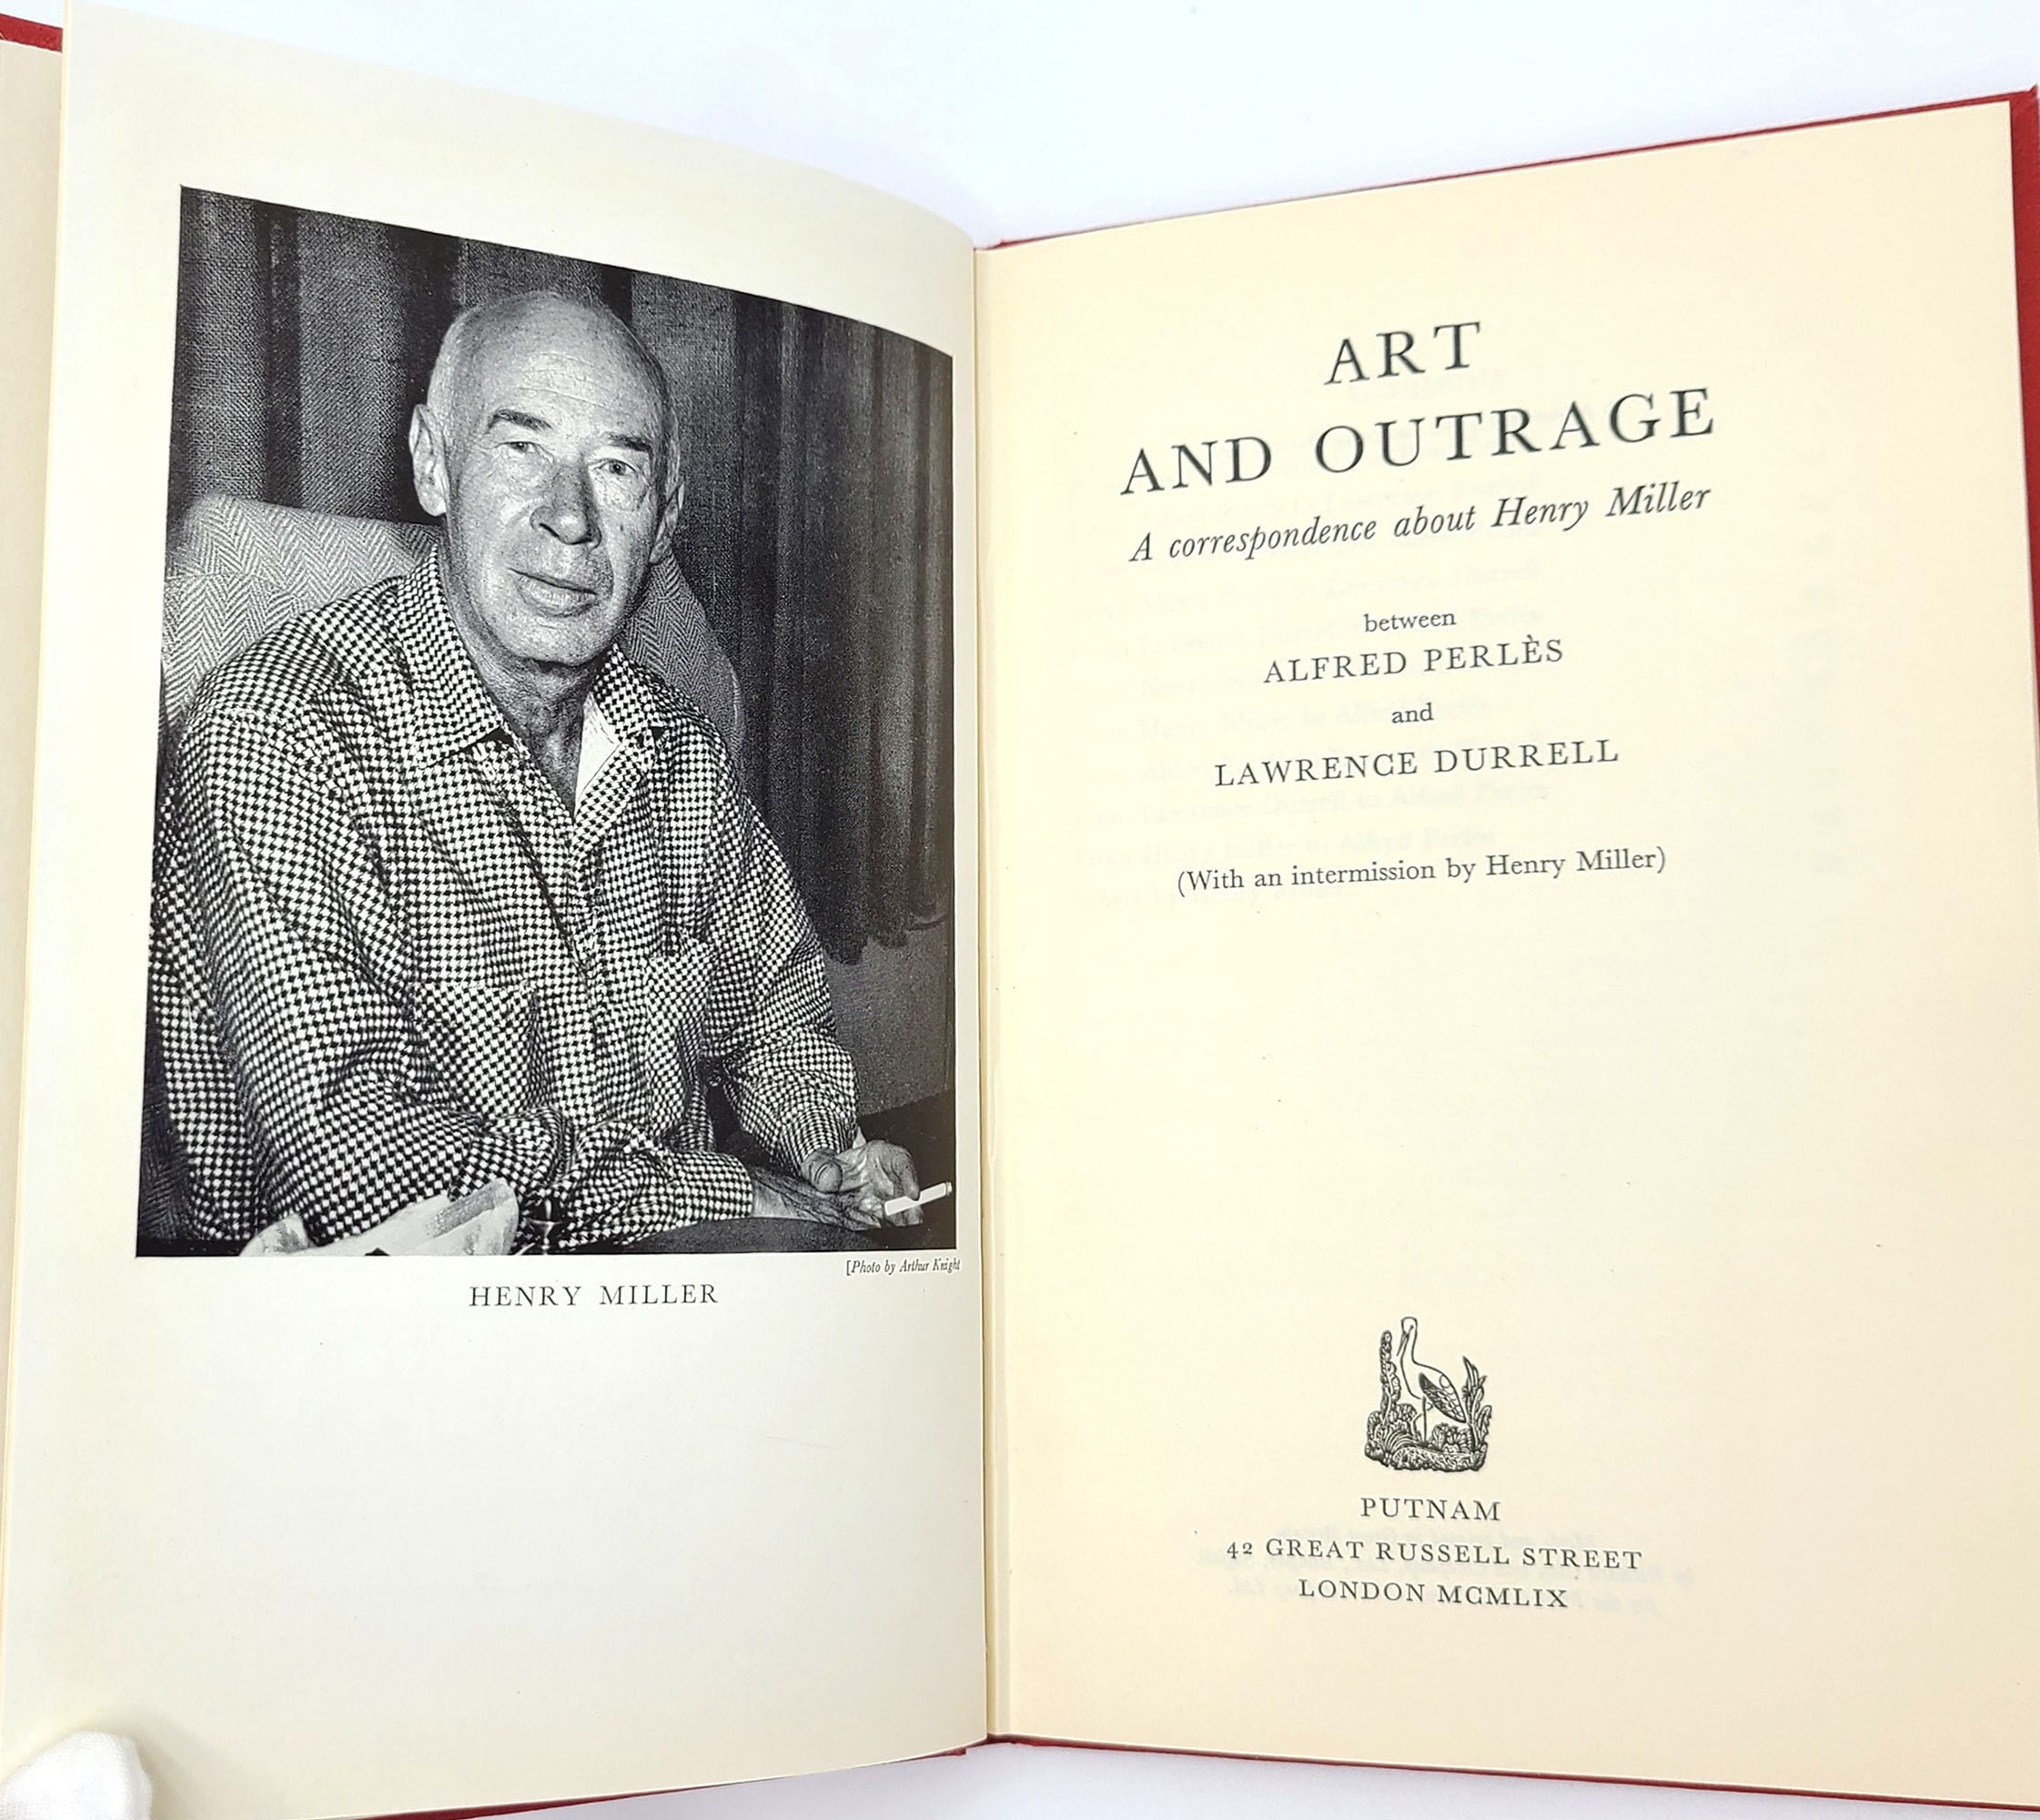 [Photo by Arthur Knight
HENRY MILLER
ART
AND OUTRAGE
A correspondence about Henry Miller
between
ALFRED PERLÈS
and
LAWRENCE DURRELL
(With an intermission by Henry Miller)
PUTNAM
42 GREAT RUSSELL STREET
LONDON MCMLIX